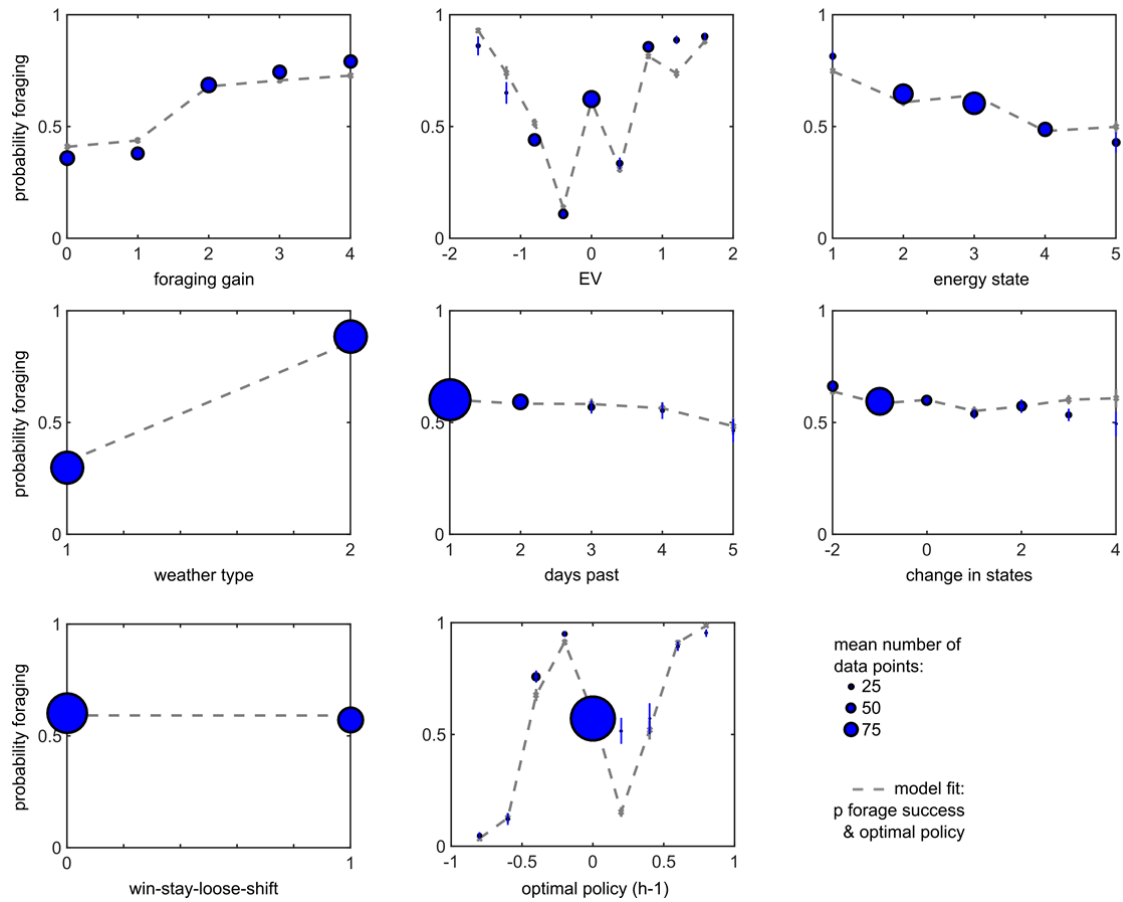 probability foraging
1
0.5
0
0 1 2 3 4
foraging gain
1
0.5
0
-2 -1 0 1 2
EV
1
0.5
0
1 2 3 4 5
energy state
probability foraging
1
0.5
0
1 2
weather type
1
0.5
0
1 2 3 4 5
days past
1
0.5
0
-2 0 2 4
change in states
probability foraging
1
0.5
0
0 1
win-stay-loose-shift
1
0.5
0
-1 -0.5 0 0.5 1
optimal policy (h-1)
mean number of
data points:
25
50
75
model fit:
p forage success
& optimal policy